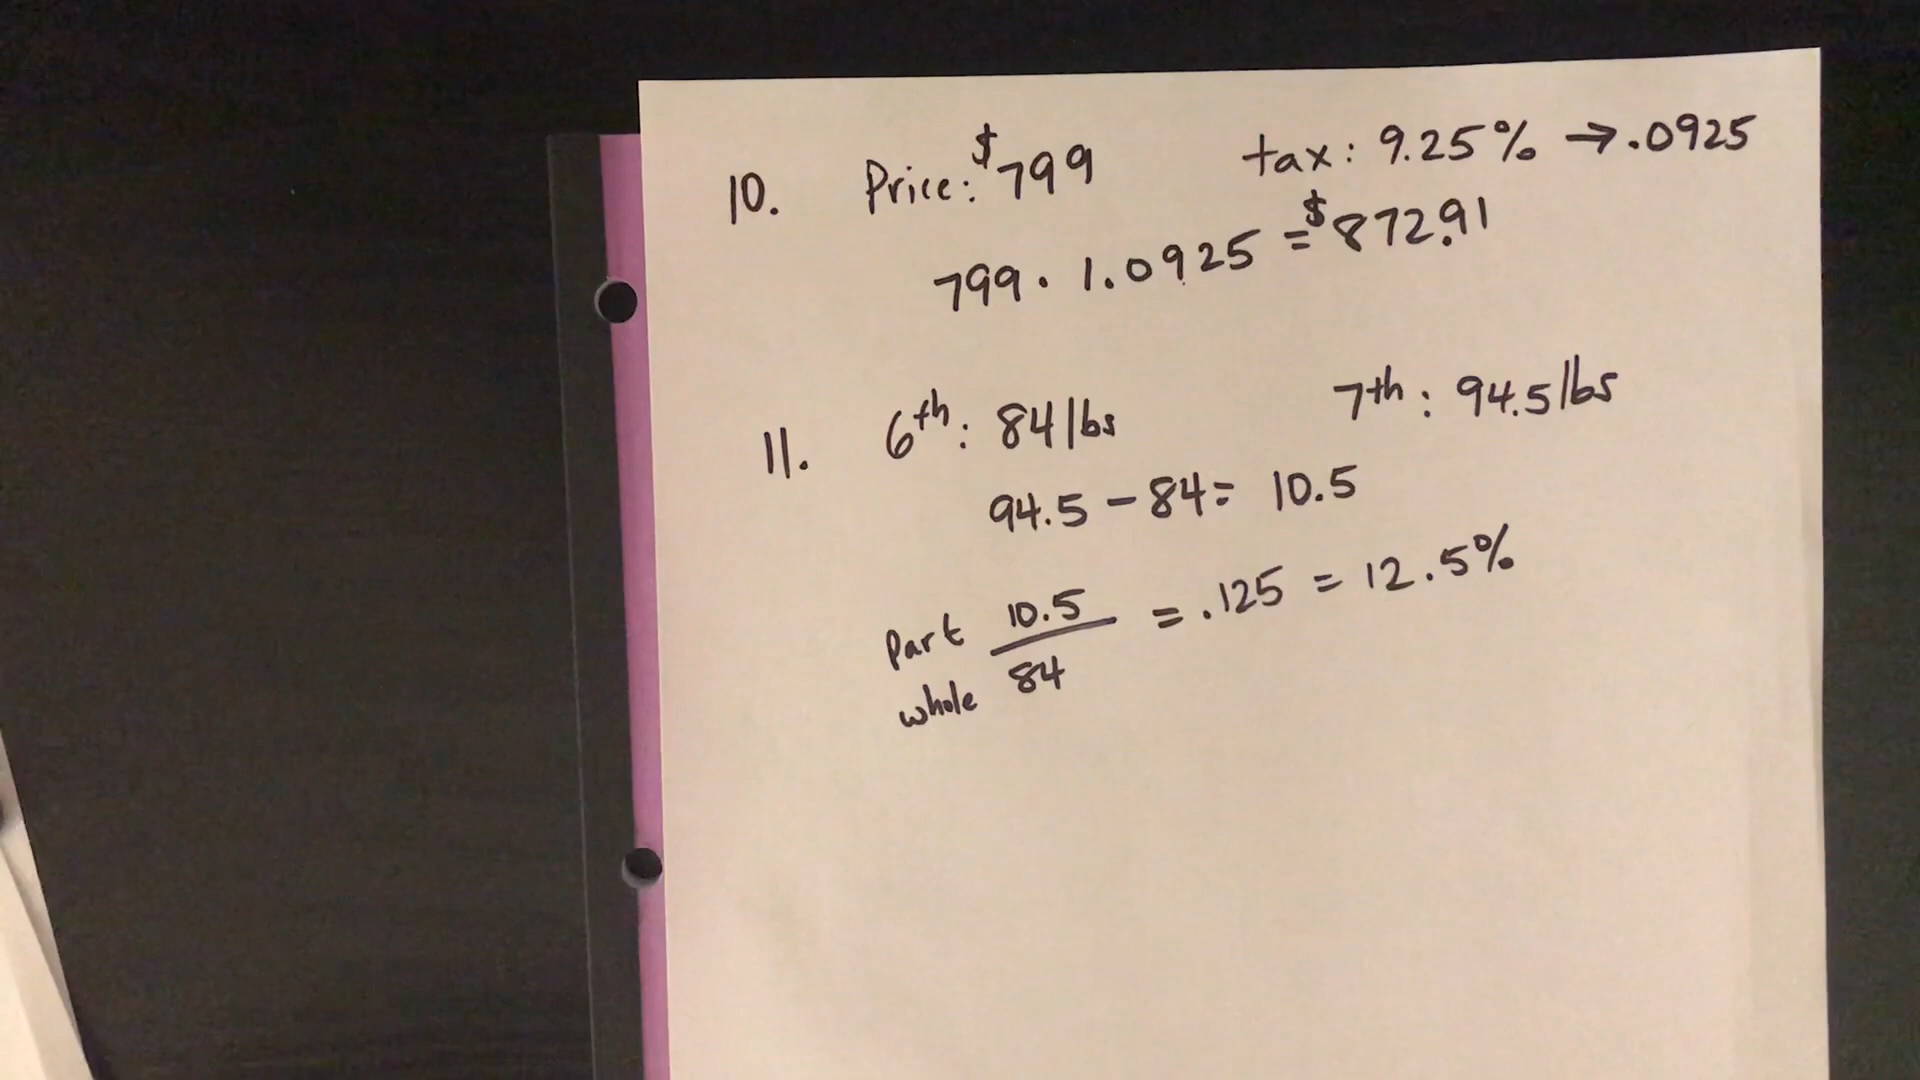 10. Price: $799 tax: 9.25% → .0925
799 · 1.0925 = $872.91
11. 6th: 84 lbs 7th: 94.5 lbs
94.5 - 84 = 10.5
Part 10.5 = .125 = 12.5%
whole 84